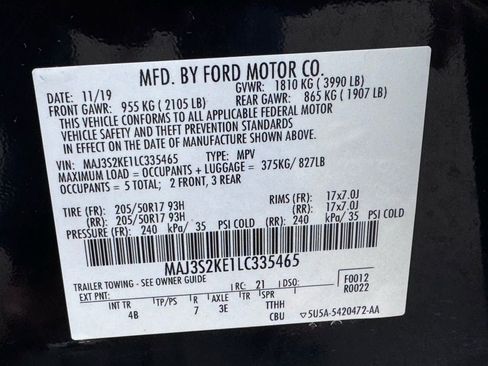 MFD. BY FORD MOTOR CO.
DATE: 11/19 GVWR: 1810 KG ( 3990 LB)
FRONT GAWR: 955 KG ( 2105 LB) REAR GAWR: 865 KG ( 1907 LB)
THIS VEHICLE CONFORMS TO ALL APPLICABLE FEDERAL MOTOR
VEHICLE SAFETY AND THEFT PREVENTION STANDARDS
IN EFFECT ON THE DATE OF MANUFACTURE SHOWN ABOVE.
VIN: MAJ3S2KE1LC335465 TYPE: MPV
MAXIMUM LOAD = OCCUPANTS + LUGGAGE = 375KG/ 827LB
OCCUPANTS = 5 TOTAL; 2 FRONT, 3 REAR
TIRE (FR): 205/50R17 93H RIMS (FR): 17x7.0J
(RR): 205/50R17 93H (RR): 17x7.0J
PRESSURE (FR): 240 kPa/ 35 PSI COLD (RR): 240 kPa/ 35 PSI COLD
MAJ3S2KE1LC335465
TRAILER TOWING - SEE OWNER GUIDE
EXT PNT: RC: 21 DSO: F0012
INT TR TP/PS R AXLE TR SPR R0022
4B 7 3E TTHH
CBU 5U5A-5420472-AA